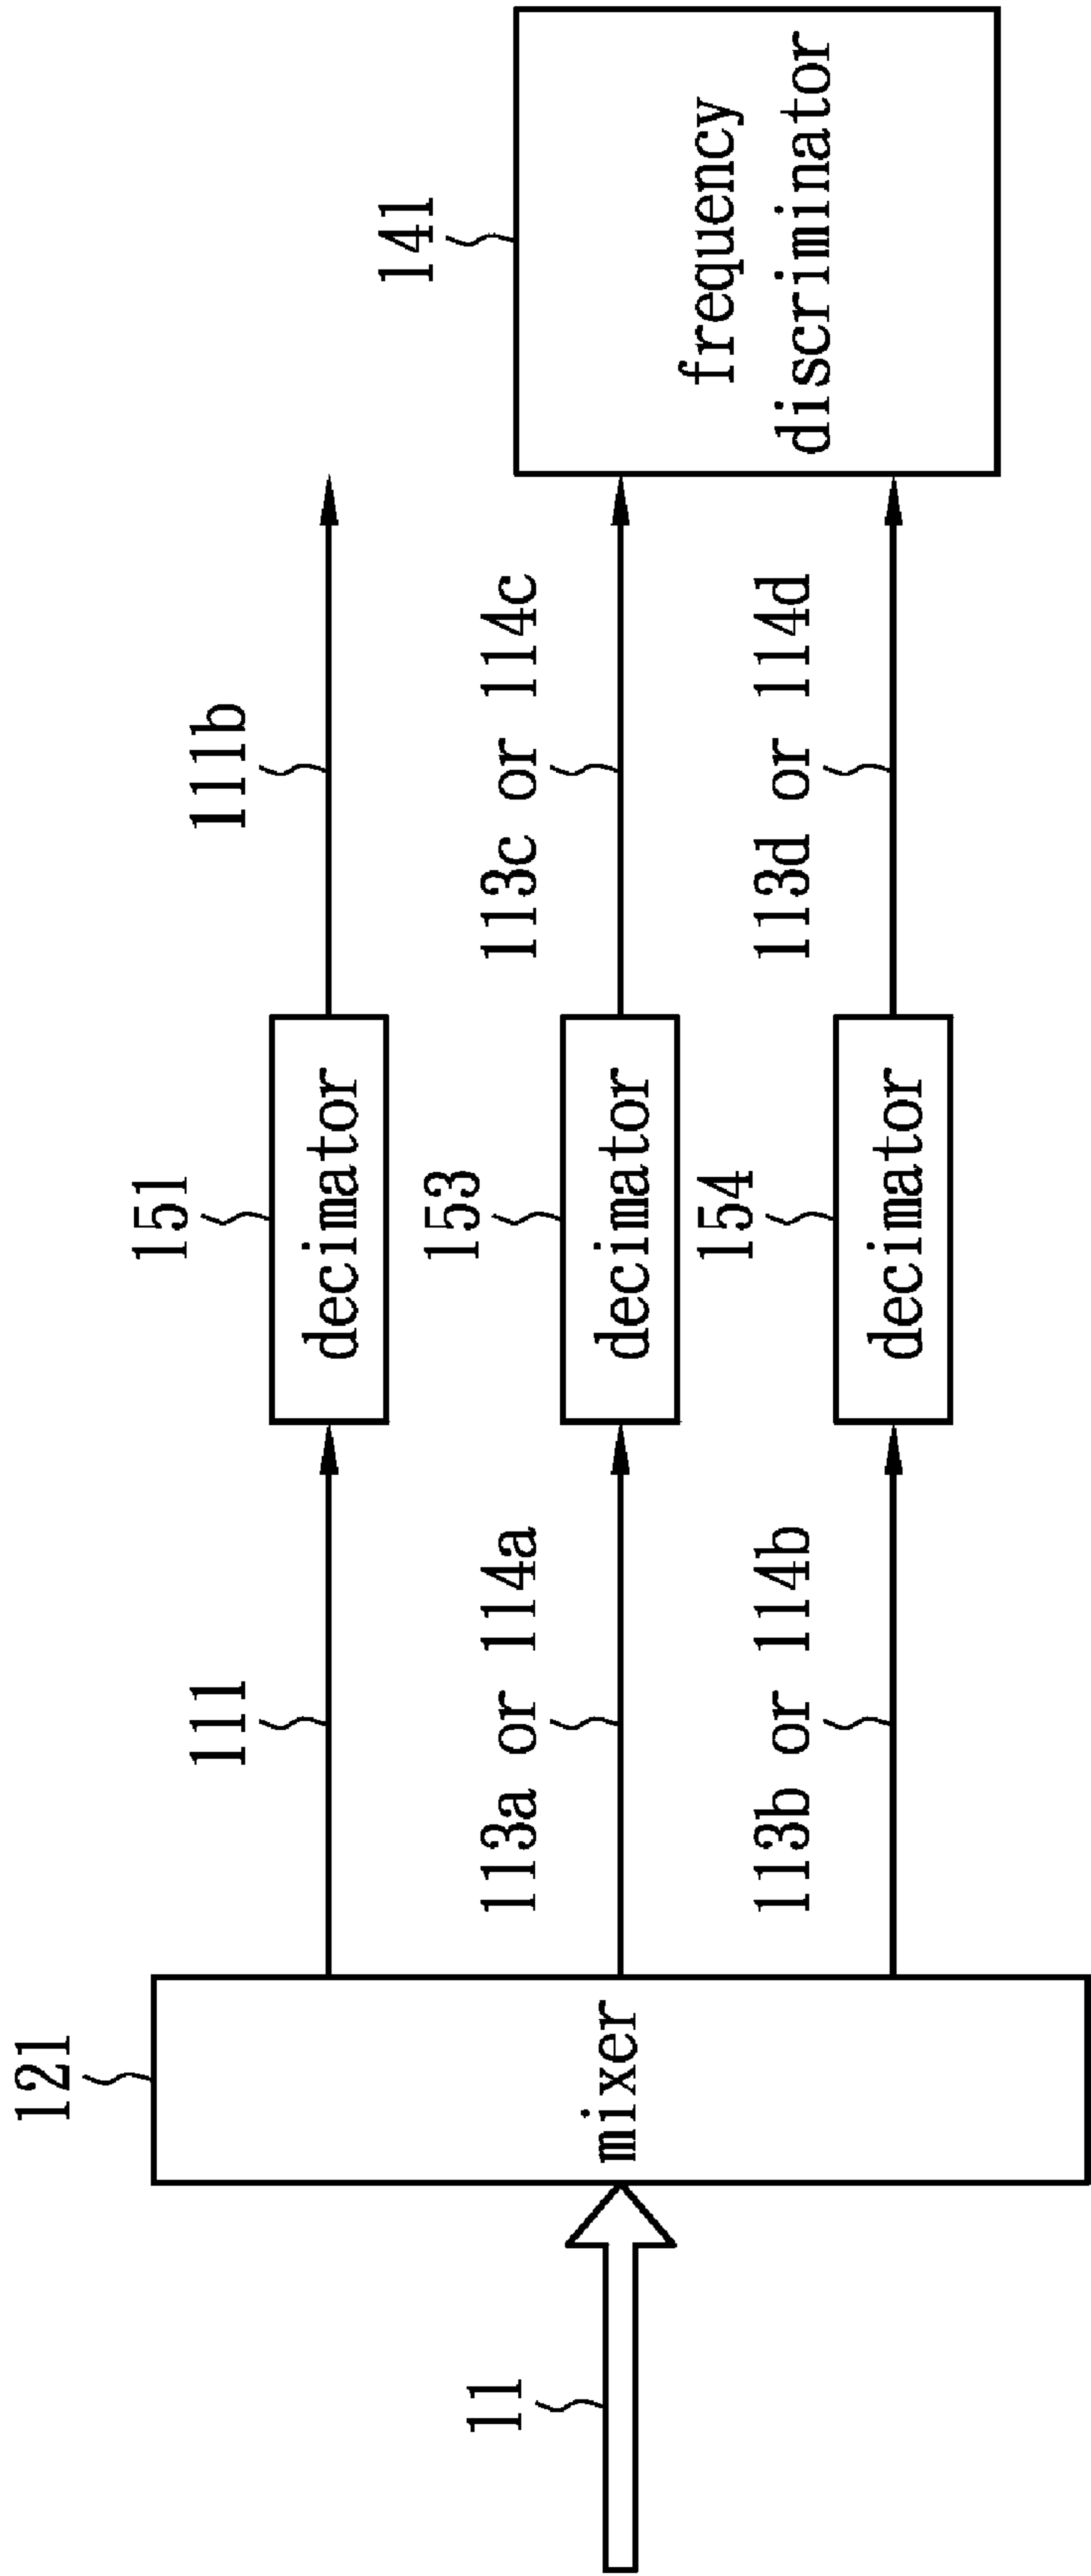 121
111
151
111b
141
11
mixer
113a or 114a
153
decimator
113c or 114c
frequency
discriminator
decimator
113b or 114b
154
decimator
113d or 114d